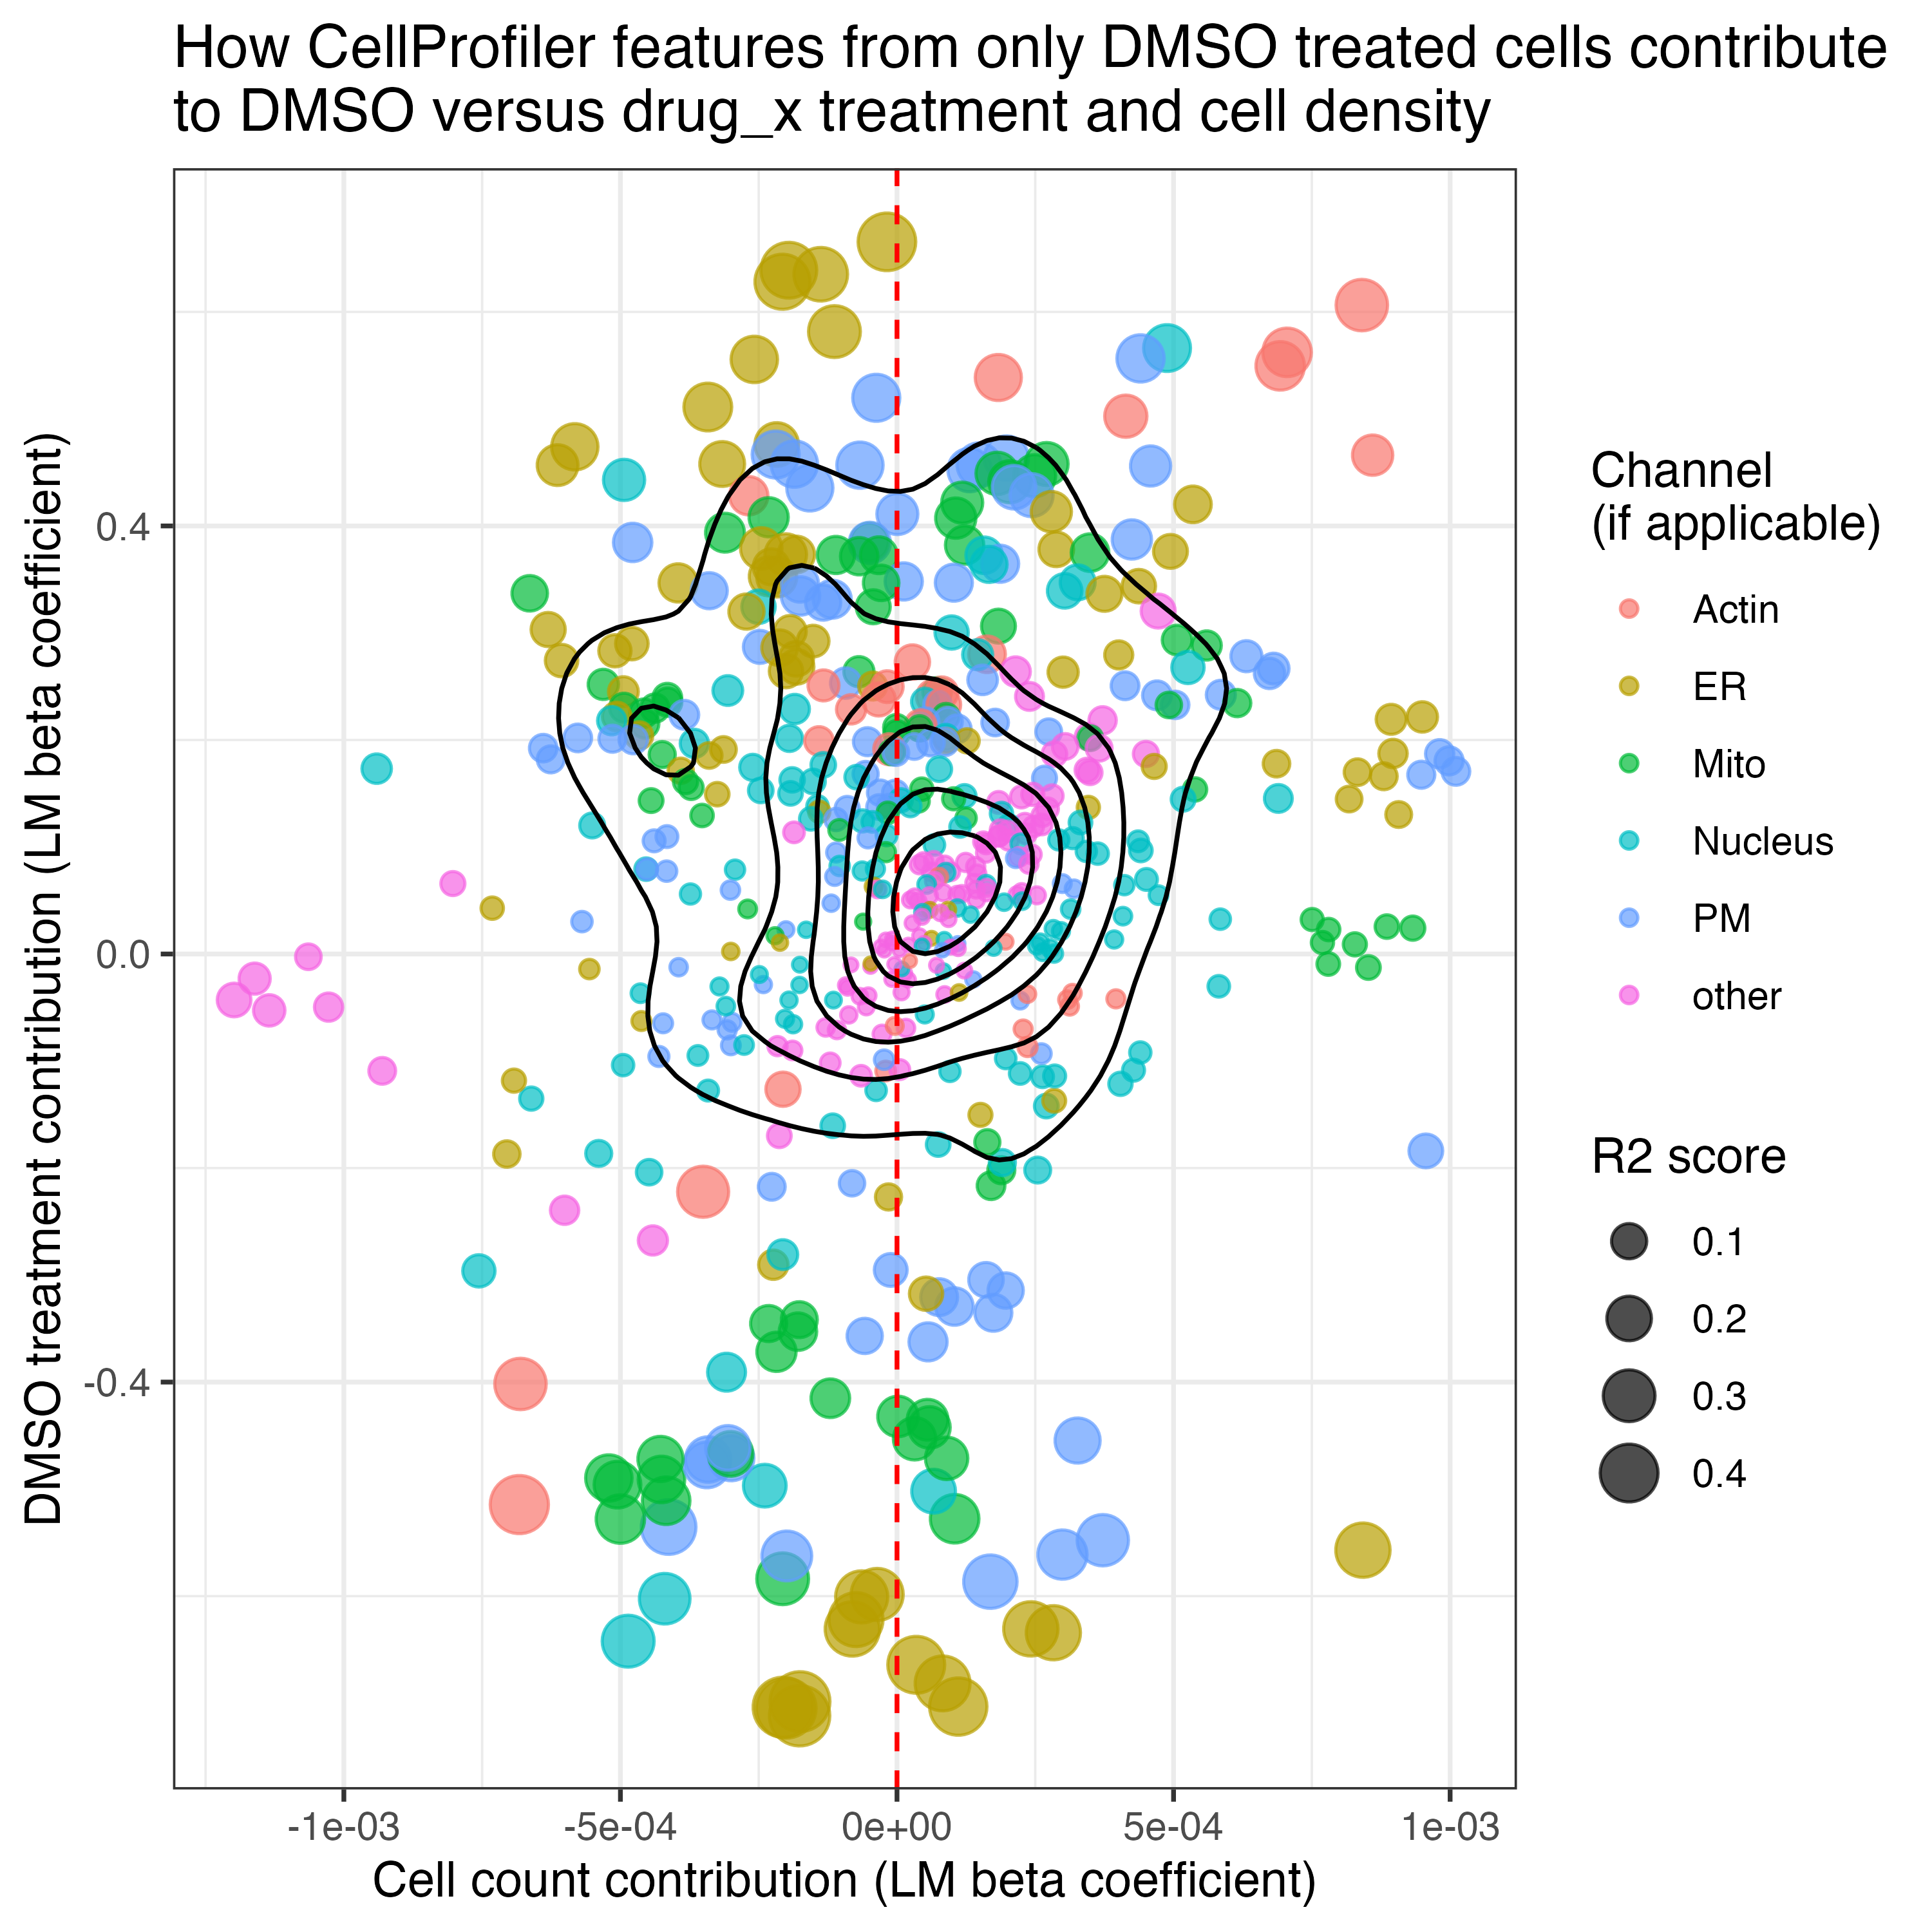 How CellProfiler features from only DMSO treated cells contribute
to DMSO versus drug_x treatment and cell density
DMSO treatment contribution (LM beta coefficient)
0.4
0.0
-0.4
-1e-03
-5e-04
0e+00
5e-04
1e-03
Cell count contribution (LM beta coefficient)
Channel
(if applicable)
Actin
ER
Mito
Nucleus
PM
other
R2 score
0.1
0.2
0.3
0.4